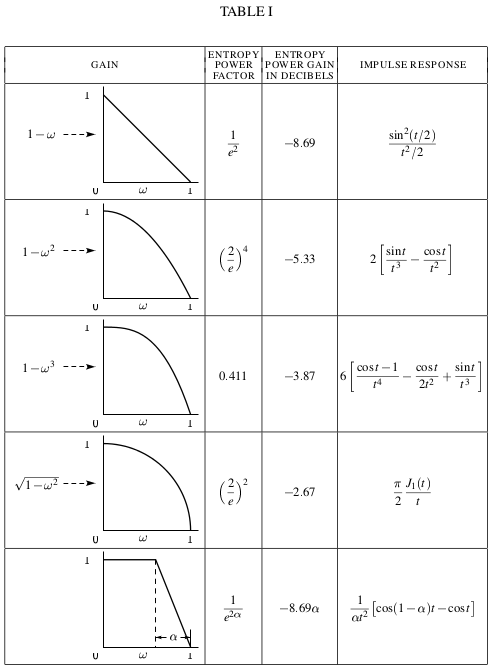 TABLE I
GAIN
ENTROPY POWER FACTOR
ENTROPY POWER GAIN IN DECIBELS
IMPULSE RESPONSE
1
1 − ω
0 ω 1
1/e²
−8.69
sin²(t/2) / t²/2
1
1 − ω²
0 ω 1
(2/e)⁴
−5.33
2 [sin t/t³ − cos t/t²]
1
1 − ω³
0 ω 1
0.411
−3.87
6 [cos t − 1/t⁴ − cos t/2t² + sin t/t³]
1
√1 − ω²
0 ω 1
(2/e)²
−2.67
π/2 J₁(t)/t
1
α
0 ω 1
1/e²ᵅ
−8.69α
1/αt² [cos(1 − α)t − cos t]